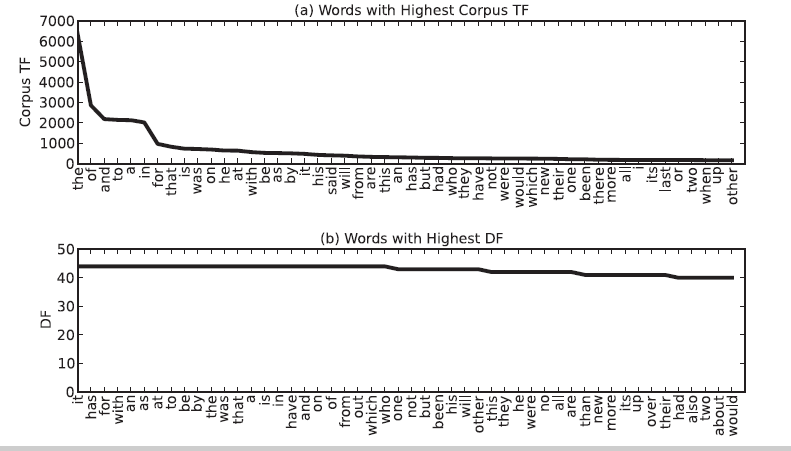 (a) Words with Highest Corpus TF
7000
6000
5000
4000
3000
2000
1000
0
Corpus TF
the of and to a in for that is was on he at with be as by it his said will from are this an has but had who they have not were would which new their one been there more all i its last or two when up other
(b) Words with Highest DF
50
40
30
20
10
0
DF
it has for with an as at to be by the was that a is in have and on of from out which who one not but been his will other this they he were no all are than new more its up over their had also two about would